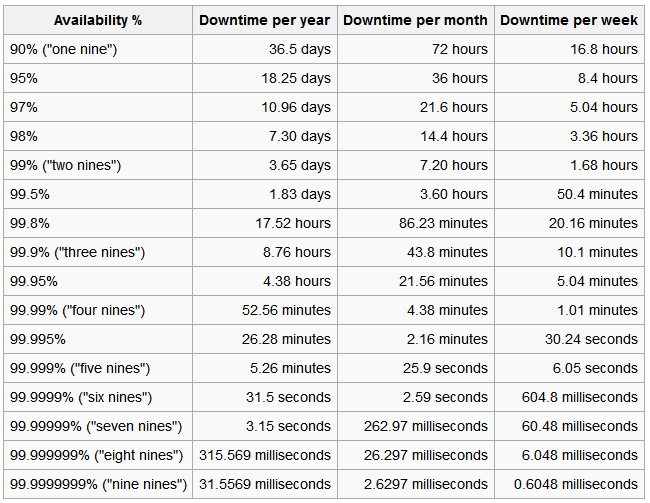 Availability % Downtime per year Downtime per month Downtime per week
90% ("one nine") 36.5 days 72 hours 16.8 hours
95% 18.25 days 36 hours 8.4 hours
97% 10.96 days 21.6 hours 5.04 hours
98% 7.30 days 14.4 hours 3.36 hours
99% ("two nines") 3.65 days 7.20 hours 1.68 hours
99.5% 1.83 days 3.60 hours 50.4 minutes
99.8% 17.52 hours 86.23 minutes 20.16 minutes
99.9% ("three nines") 8.76 hours 43.8 minutes 10.1 minutes
99.95% 4.38 hours 21.56 minutes 5.04 minutes
99.99% ("four nines") 52.56 minutes 4.38 minutes 1.01 minutes
99.995% 26.28 minutes 2.16 minutes 30.24 seconds
99.999% ("five nines") 5.26 minutes 25.9 seconds 6.05 seconds
99.9999% ("six nines") 31.5 seconds 2.59 seconds 604.8 milliseconds
99.99999% ("seven nines") 3.15 seconds 262.97 milliseconds 60.48 milliseconds
99.999999% ("eight nines") 315.569 milliseconds 26.297 milliseconds 6.048 milliseconds
99.9999999% ("nine nines") 31.5569 milliseconds 2.6297 milliseconds 0.6048 milliseconds